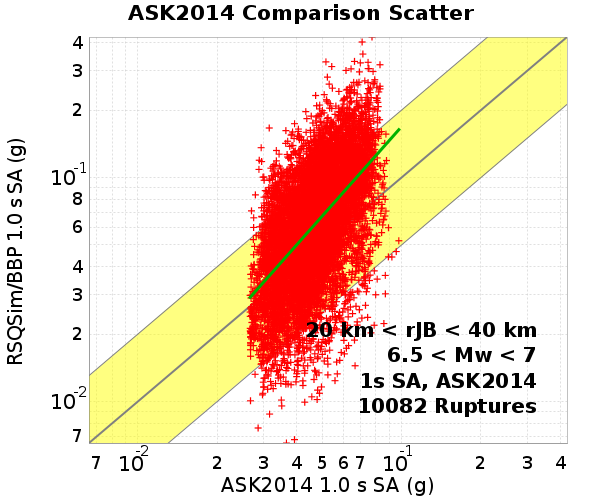 ASK2014 Comparison Scatter
RSQSim/BBP 1.0 s SA (g)
4
3
2
10-1
8
6
4
3
2
10-2
7
20 km < rJB < 40 km
6.5 < Mw < 7
1s SA, ASK2014
10082 Ruptures
7 10-2 2 3 4 5 6 7 10-1 2 3 4
ASK2014 1.0 s SA (g)